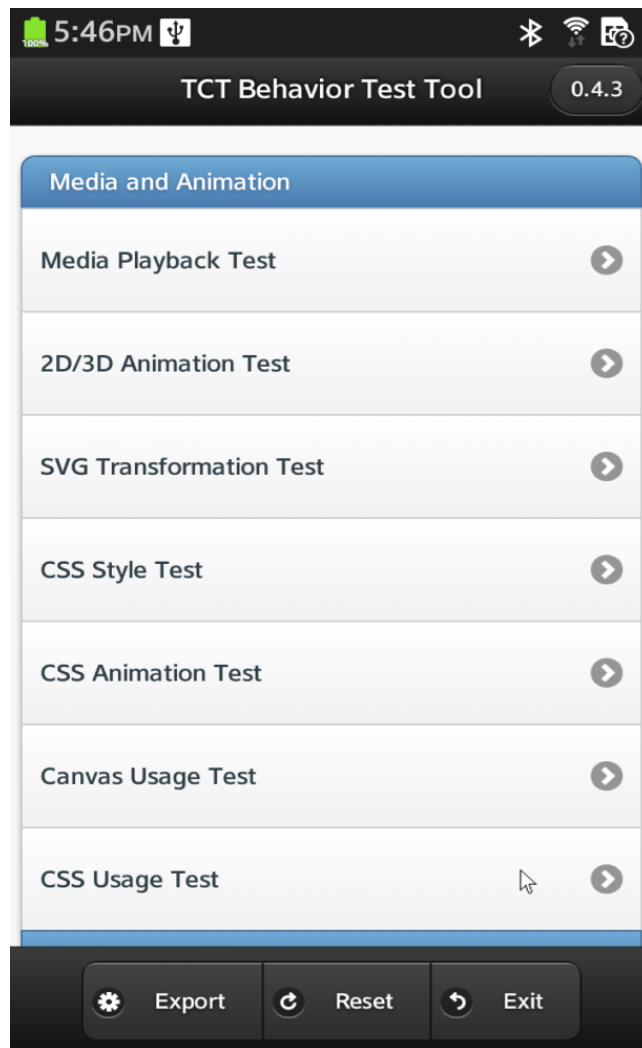 100%
5:46PM
TCT Behavior Test Tool
0.4.3
Media and Animation
Media Playback Test
2D/3D Animation Test
SVG Transformation Test
CSS Style Test
CSS Animation Test
Canvas Usage Test
CSS Usage Test
Export
Reset
Exit